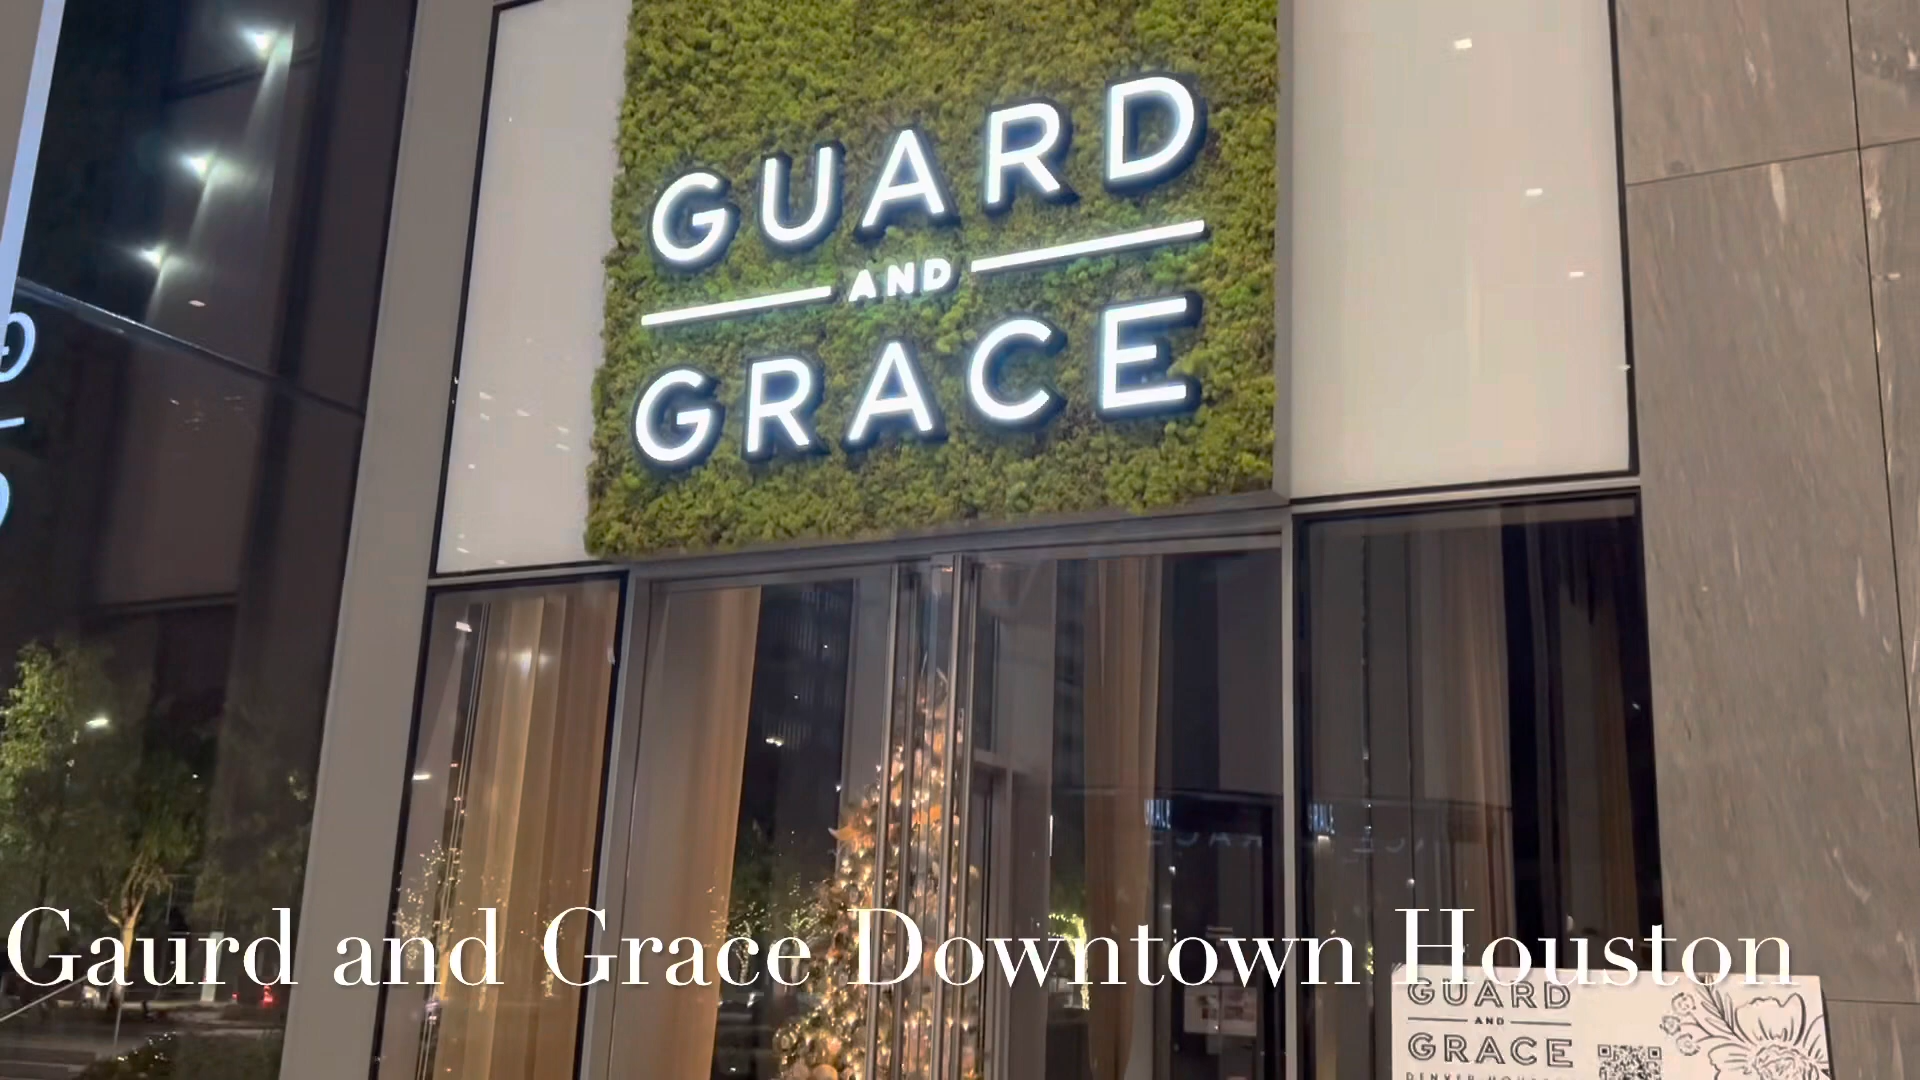 GUARD
AND
GRACE
Gaurd and Grace Downtown Houston
GUARD
AND
GRACE